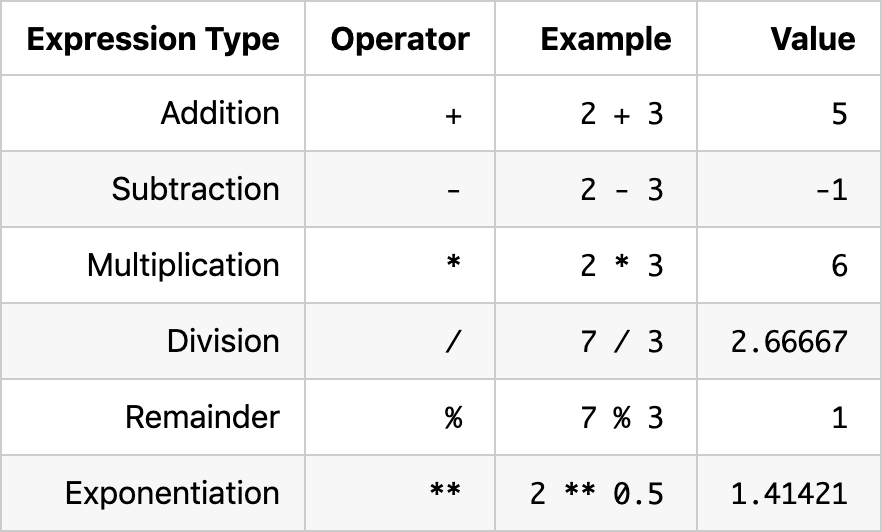 Expression Type Operator Example Value
Addition + 2 + 3 5
Subtraction - 2 - 3 -1
Multiplication * 2 * 3 6
Division / 7 / 3 2.66667
Remainder % 7 % 3 1
Exponentiation ** 2 ** 0.5 1.41421